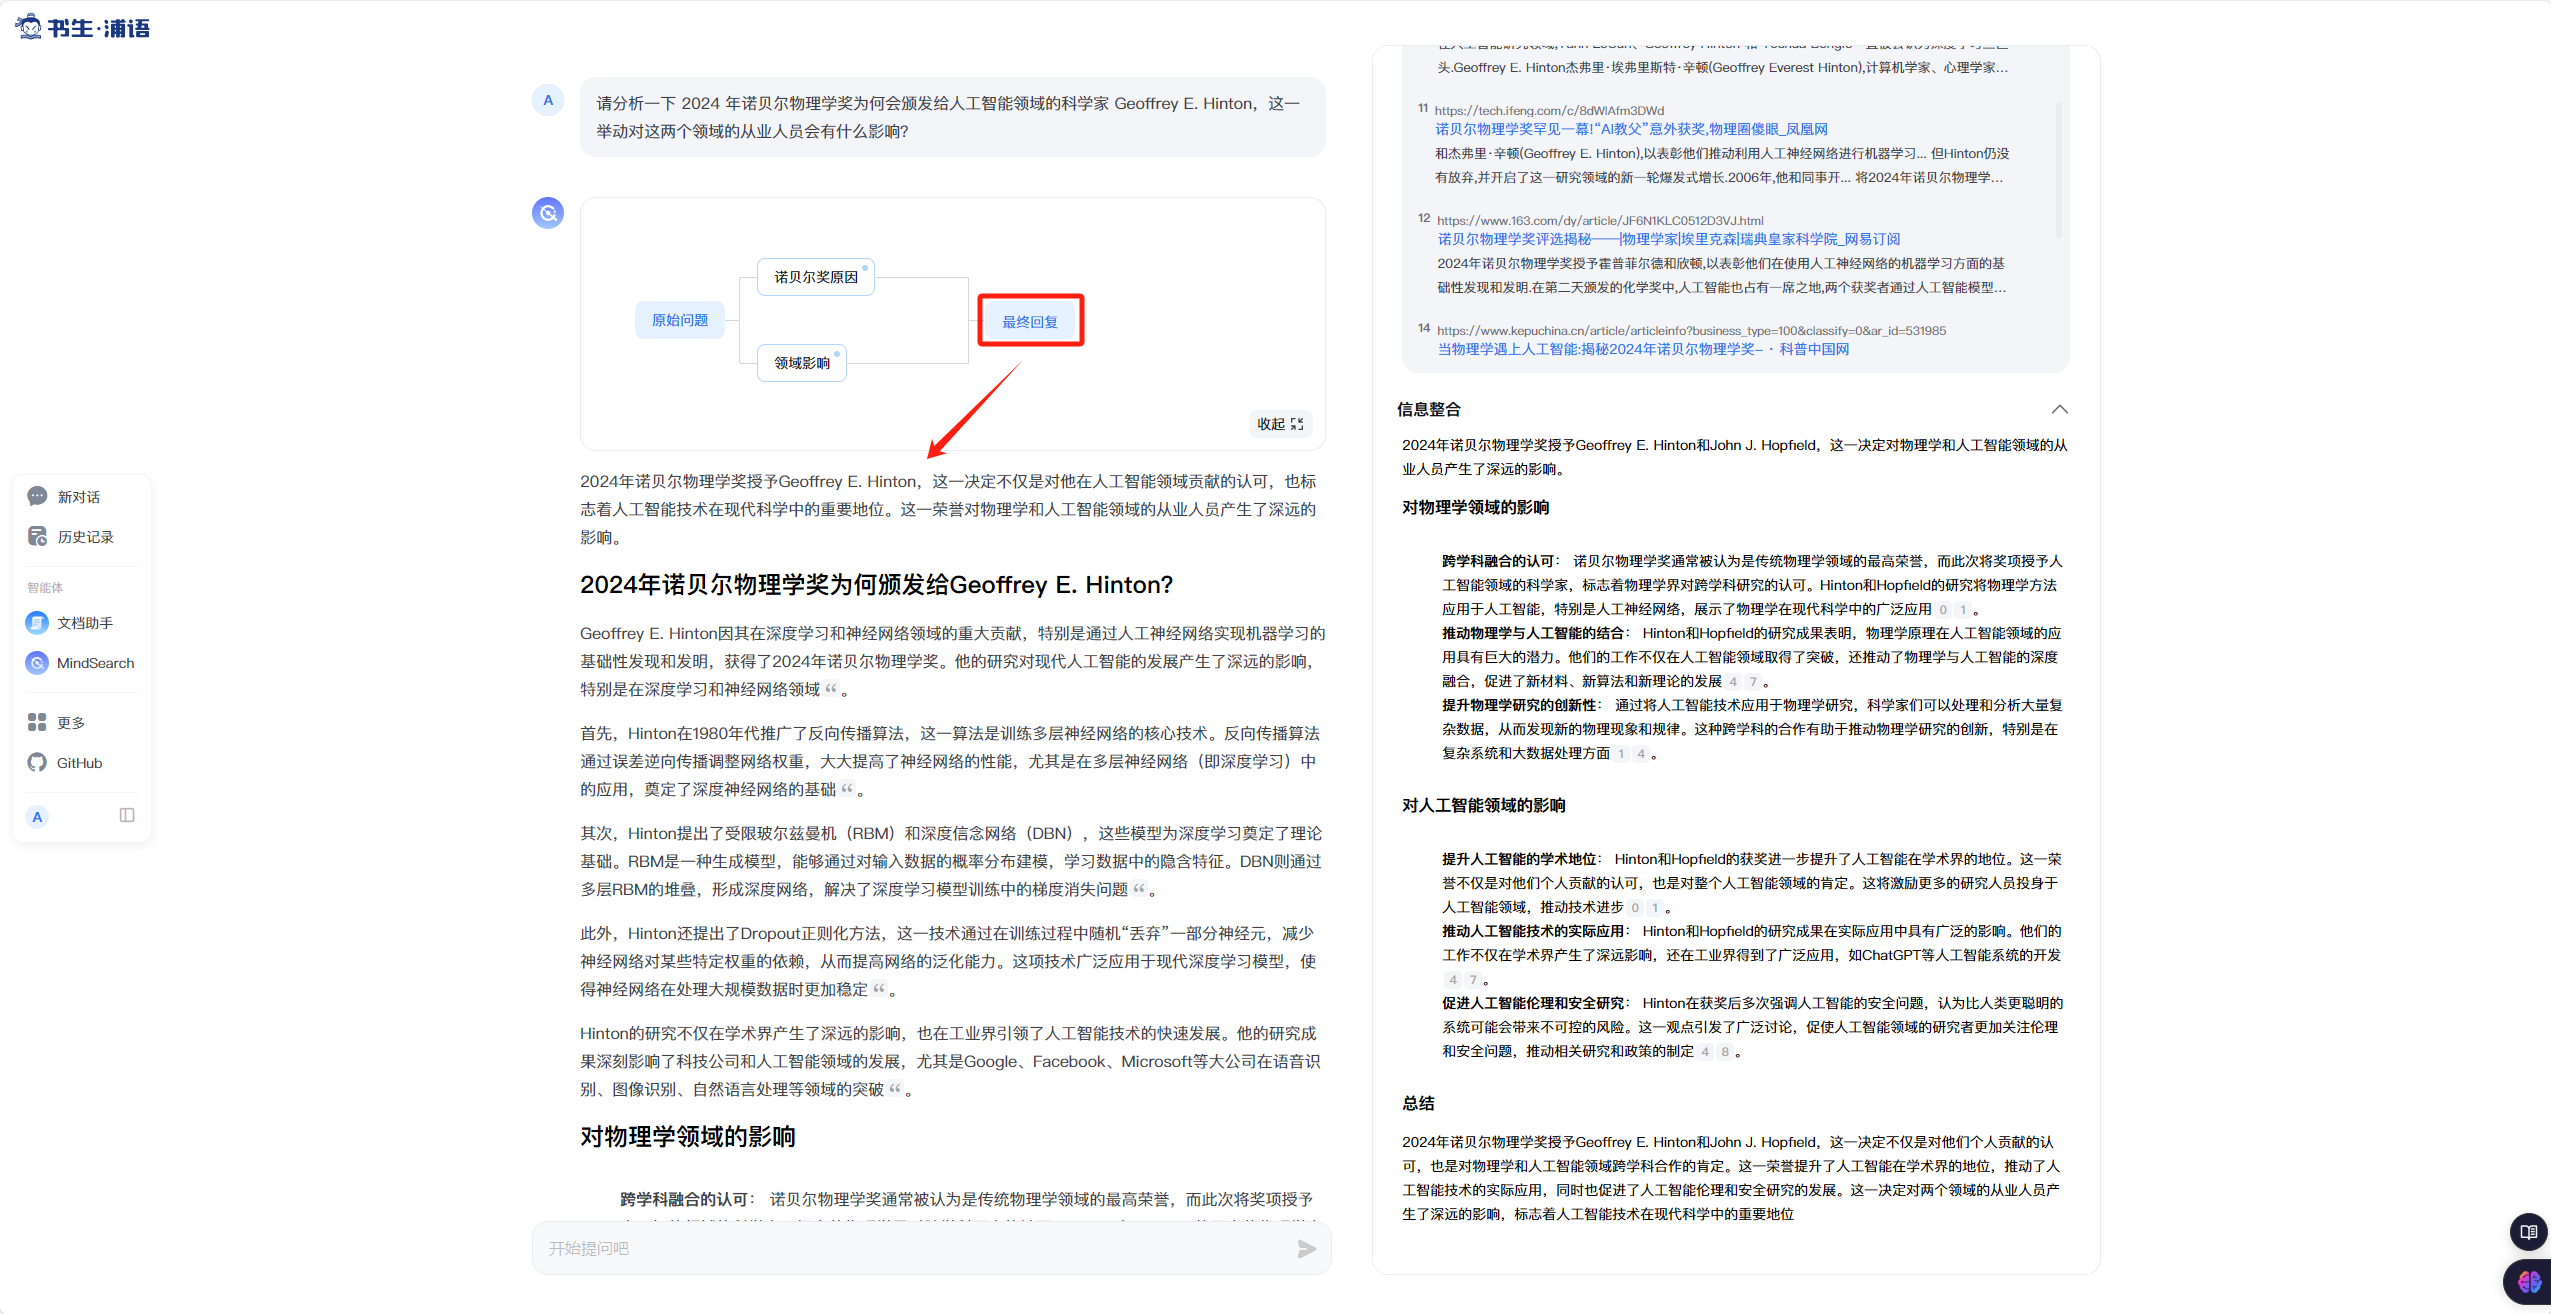 书生·浦语
A
请分析一下 2024 年诺贝尔物理学奖为何会颁发给人工智能领域的科学家 Geoffrey E. Hinton，这一
举动对这两个领域的从业人员会有什么影响?
原始问题
诺贝尔奖原因
领域影响
最终回复
收起
2024年诺贝尔物理学奖授予Geoffrey E. Hinton，这一决定不仅是对他在人工智能领域贡献的认可，也标
志着人工智能技术在现代科学中的重要地位。这一荣誉对物理学和人工智能领域的从业人员产生了深远的
影响。
2024年诺贝尔物理学奖为何颁发给Geoffrey E. Hinton?
Geoffrey E. Hinton因其在深度学习和神经网络领域的重大贡献，特别是通过人工神经网络实现机器学习的
基础性发现和发明，获得了2024年诺贝尔物理学奖。他的研究对现代人工智能的发展产生了深远的影响，
特别是在深度学习和神经网络领域“。
首先，Hinton在1980年代推广了反向传播算法，这一算法是训练多层神经网络的核心技术。反向传播算法
通过误差逆向传播调整网络权重，大大提高了神经网络的性能，尤其是在多层神经网络（即深度学习）中
的应用，奠定了深度神经网络的基础“。
其次，Hinton提出了受限玻尔兹曼机（RBM）和深度信念网络（DBN），这些模型为深度学习奠定了理论
基础。RBM是一种生成模型，能够通过对输入数据的概率分布建模，学习数据中的隐含特征。DBN则通过
多层RBM的堆叠，形成深度网络，解决了深度学习模型训练中的梯度消失问题“。
此外，Hinton还提出了Dropout正则化方法，这一技术通过在训练过程中随机“丢弃”一部分神经元，减少
神经网络对某些特定权重的依赖，从而提高网络的泛化能力。这项技术广泛应用于现代深度学习模型，使
得神经网络在处理大规模数据时更加稳定“。
Hinton的研究不仅在学术界产生了深远的影响，也在工业界引领了人工智能技术的快速发展。他的研究成
果深刻影响了科技公司和人工智能领域的发展，尤其是Google、Facebook、Microsoft等大公司在语音识
别、图像识别、自然语言处理等领域的突破“。
对物理学领域的影响
跨学科融合的认可： 诺贝尔物理学奖通常被认为是传统物理学领域的最高荣誉，而此次将奖项授予
开始提问吧
新对话
历史记录
智能体
文档助手
MindSearch
更多
GitHub
A
头.Geoffrey E. Hinton杰弗里·埃弗里斯特·辛顿(Geoffrey Everest Hinton),计算机学家、心理学家...
11 https://tech.ifeng.com/c/8dWlAfm3DWd
诺贝尔物理学奖罕见一幕!“AI教父”意外获奖,物理圈傻眼_凤凰网
和杰弗里·辛顿(Geoffrey E. Hinton),以表彰他们推动利用人工神经网络进行机器学习... 但Hinton仍没
有放弃,并开启了这一研究领域的新一轮爆发式增长.2006年,他和同事开... 将2024年诺贝尔物理学...
12 https://www.163.com/dy/article/JF6N1KLC0512D3VJ.html
诺贝尔物理学奖评选揭秘——|物理学家|埃里克森|瑞典皇家科学院_网易订阅
2024年诺贝尔物理学奖授予霍普菲尔德和欣顿,以表彰他们在使用人工神经网络的机器学习方面的基
础性发现和发明.在第二天颁发的化学奖中,人工智能也占有一席之地,两个获奖者通过人工智能模型...
14 https://www.kepuchina.cn/article/articleinfo?business_type=100&classify=0&ar_id=531985
当物理学遇上人工智能:揭秘2024年诺贝尔物理学奖- · 科普中国网
信息整合
2024年诺贝尔物理学奖授予Geoffrey E. Hinton和John J. Hopfield，这一决定对物理学和人工智能领域的从
业人员产生了深远的影响。
对物理学领域的影响
跨学科融合的认可： 诺贝尔物理学奖通常被认为是传统物理学领域的最高荣誉，而此次将奖项授予人
工智能领域的科学家，标志着物理学界对跨学科研究的认可。Hinton和Hopfield的研究将物理学方法
应用于人工智能，特别是人工神经网络，展示了物理学在现代科学中的广泛应用 0 1 。
推动物理学与人工智能的结合： Hinton和Hopfield的研究成果表明，物理学原理在人工智能领域的应
用具有巨大的潜力。他们的工作不仅在人工智能领域取得了突破，还推动了物理学与人工智能的深度
融合，促进了新材料、新算法和新理论的发展 4 7 。
提升物理学研究的创新性： 通过将人工智能技术应用于物理学研究，科学家们可以处理和分析大量复
杂数据，从而发现新的物理现象和规律。这种跨学科的合作有助于推动物理学研究的创新，特别是在
复杂系统和大数据处理方面 1 4 。
对人工智能领域的影响
提升人工智能的学术地位： Hinton和Hopfield的获奖进一步提升了人工智能在学术界的地位。这一荣
誉不仅是对他们个人贡献的认可，也是对整个人工智能领域的肯定。这将激励更多的研究人员投身于
人工智能领域，推动技术进步 0 1 。
推动人工智能技术的实际应用： Hinton和Hopfield的研究成果在实际应用中具有广泛的影响。他们的
工作不仅在学术界产生了深远影响，还在工业界得到了广泛应用，如ChatGPT等人工智能系统的开发
4 7 。
促进人工智能伦理和安全研究： Hinton在获奖后多次强调人工智能的安全问题，认为比人类更聪明的
系统可能会带来不可控的风险。这一观点引发了广泛讨论，促使人工智能领域的研究者更加关注伦理
和安全问题，推动相关研究和政策的制定 4 8 。
总结
2024年诺贝尔物理学奖授予Geoffrey E. Hinton和John J. Hopfield，这一决定不仅是对他们个人贡献的认
可，也是对物理学和人工智能领域跨学科合作的肯定。这一荣誉提升了人工智能在学术界的地位，推动了人
工智能技术的实际应用，同时也促进了人工智能伦理和安全研究的发展。这一决定对两个领域的从业人员产
生了深远的影响，标志着人工智能技术在现代科学中的重要地位